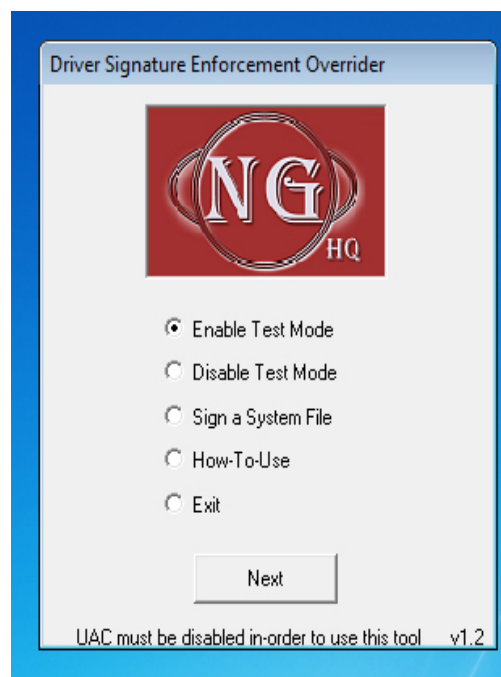 Driver Signature Enforcement Overrider
NG
HQ
Enable Test Mode
Disable Test Mode
Sign a System File
How-To-Use
Exit
Next
UAC must be disabled in-order to use this tool v1.2